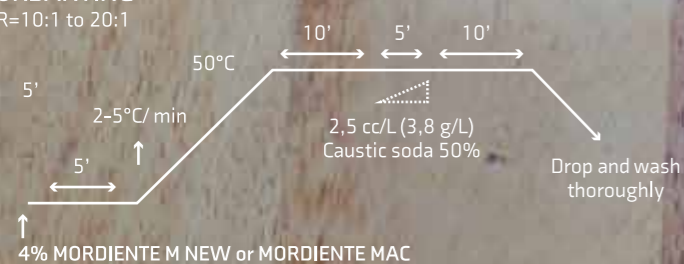 R=10:1 to 20:1
10’ 5’ 10’
50°C
5’
2-5°C/ min
2,5 cc/L (3,8 g/L)
Caustic soda 50%
5’
Drop and wash
thoroughly
4% MORDIENTE M NEW or MORDIENTE MAC